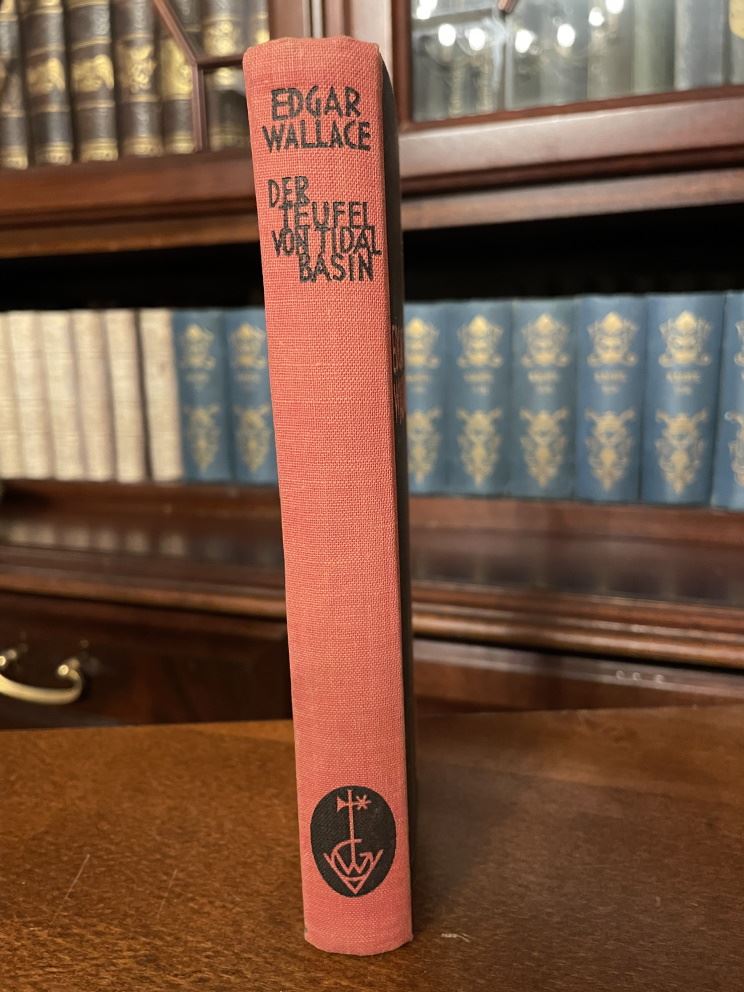 EDGAR
WALLACE
DER
TEUFEL
VON TIDAL
BASIN